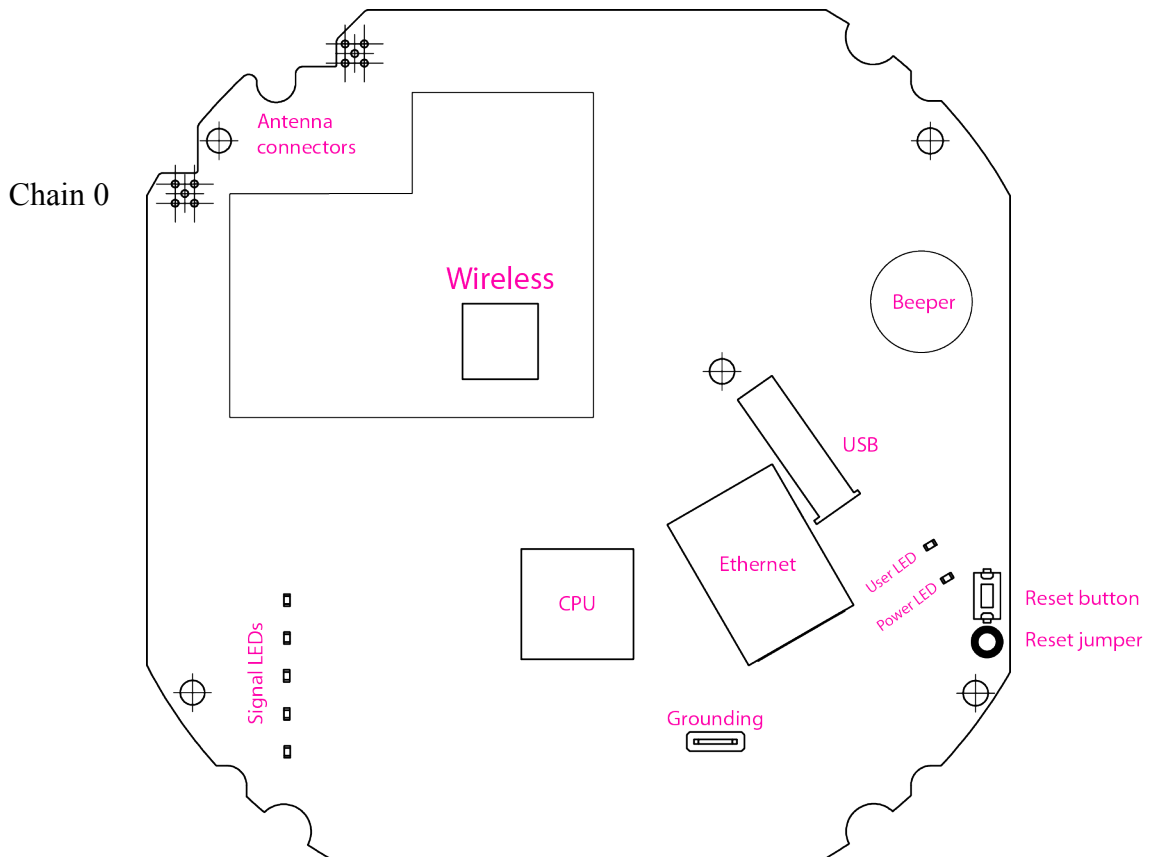 Antenna
connectors
Chain 0
Wireless
Beeper
USB
Ethernet
User LED
Power LED
CPU
Reset button
Reset jumper
Signal LEDs
Grounding